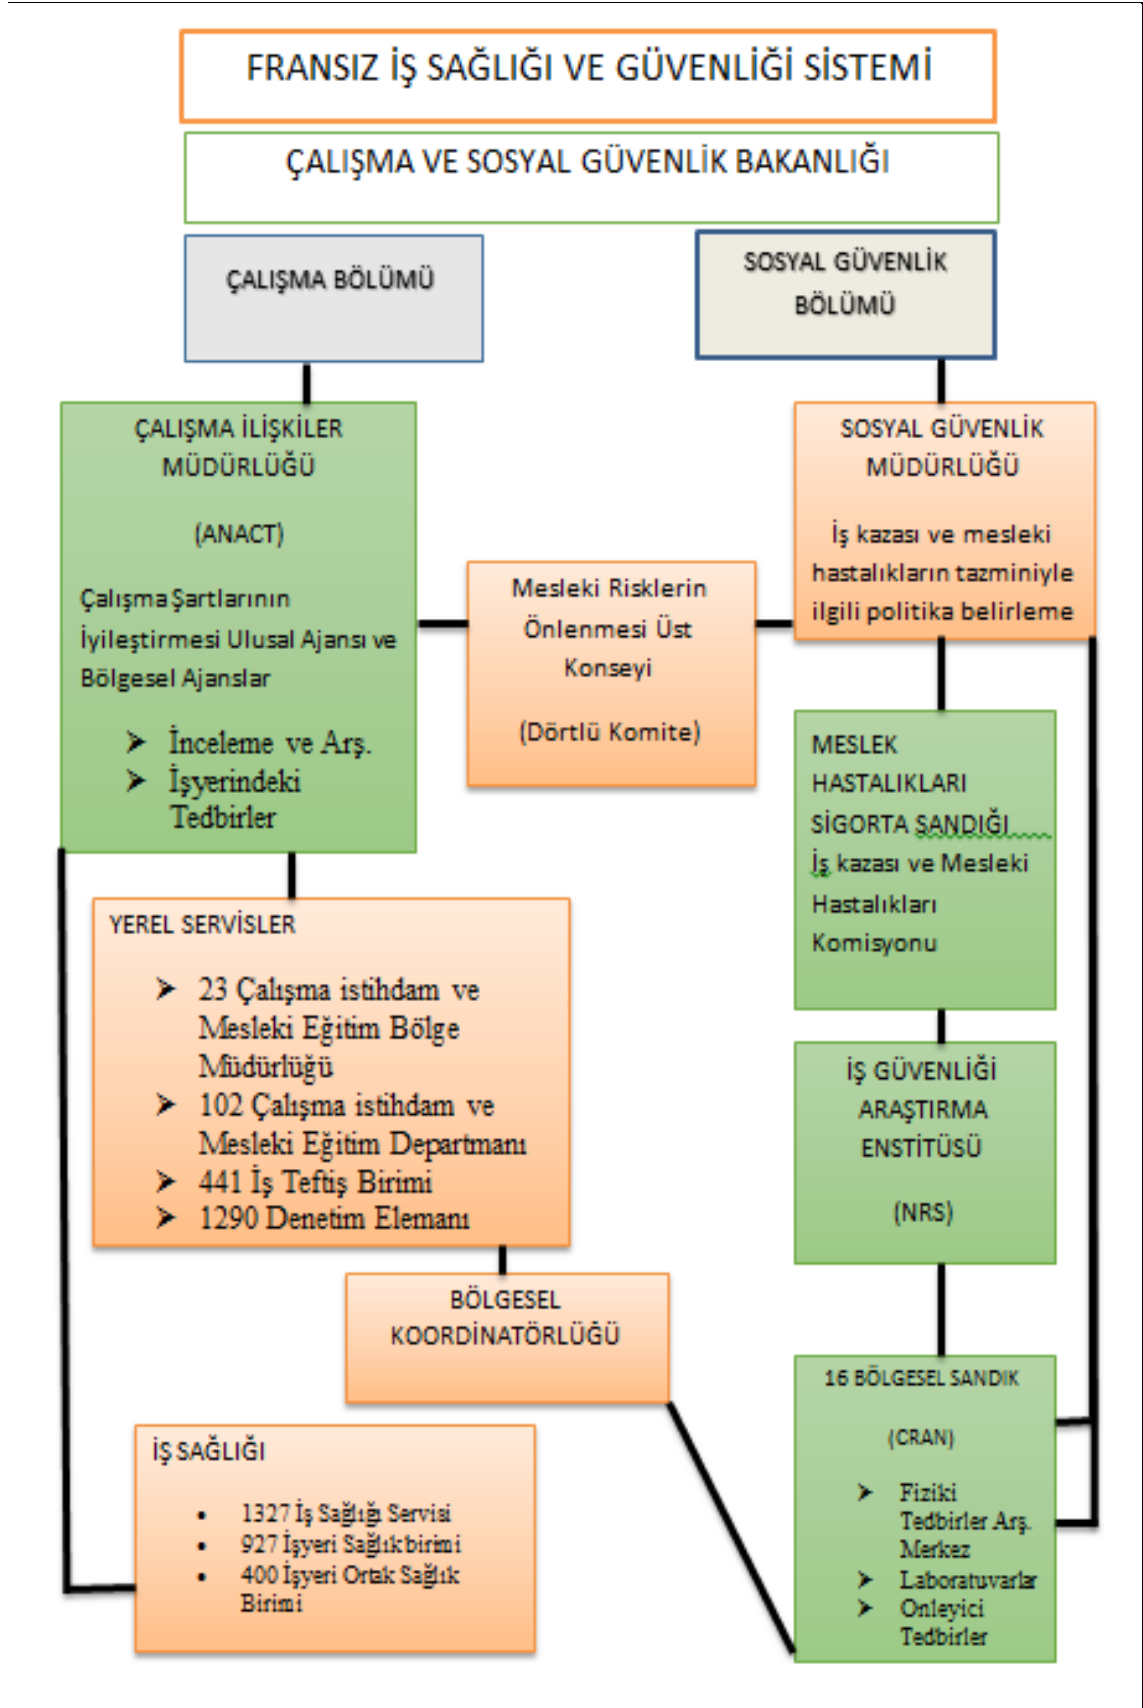 FRANSIZ İŞ SAĞLIĞI VE GÜVENLİĞİ SİSTEMİ
ÇALIŞMA VE SOSYAL GÜVENLİK BAKANLIĞI
ÇALIŞMA BÖLÜMÜ
SOSYAL GÜVENLİK
BÖLÜMÜ
ÇALIŞMA İLİŞKİLER
MÜDÜRLÜĞÜ
(ANACT)
Çalışma Şartlarının
İyileştirmesi Ulusal Ajansı ve
Bölgesel Ajanslar
➢ İnceleme ve Arş.
➢ İşyerindeki
Tedbirler
Mesleki Risklerin
Önlenmesi Üst
Konseyi
(Dörtlü Komite)
SOSYAL GÜVENLİK
MÜDÜRLÜĞÜ
İş kazası ve mesleki
hastalıkların tazminiyle
ilgili politika belirleme
MESLEK
HASTALIKLARI
SİGORTA SANDIĞI
İş kazası ve Mesleki
Hastalıkları
Komisyonu
YEREL SERVİSLER
➢ 23 Çalışma istihdam ve
Mesleki Eğitim Bölge
Müdürlüğü
➢ 102 Çalışma istihdam ve
Mesleki Eğitim Departmanı
➢ 441 İş Teftiş Birimi
➢ 1290 Denetim Elemanı
İŞ GÜVENLİĞİ
ARAŞTIRMA
ENSTİTÜSÜ
(NRS)
BÖLGESEL
KOORDİNATÖRLÜĞÜ
16 BÖLGESEL SANDIK
(CRAN)
➢ Fiziki
Tedbirler Arş.
Merkez
➢ Laboratuvarlar
➢ Onleyici
Tedbirler
İŞ SAĞLIĞI
• 1327 İş Sağlığı Servisi
• 927 İşyeri Sağlık birimi
• 400 İşyeri Ortak Sağlık
Birimi